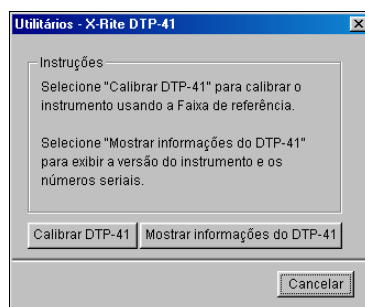 Utilitários - X-Rite DTP-41
Instruções
Selecione "Calibrar DTP-41" para calibrar o
instrumento usando a Faixa de referência.
Selecione "Mostrar informações do DTP-41"
para exibir a versão do instrumento e os
números seriais.
Calibrar DTP-41 Mostrar informações do DTP-41
Cancelar